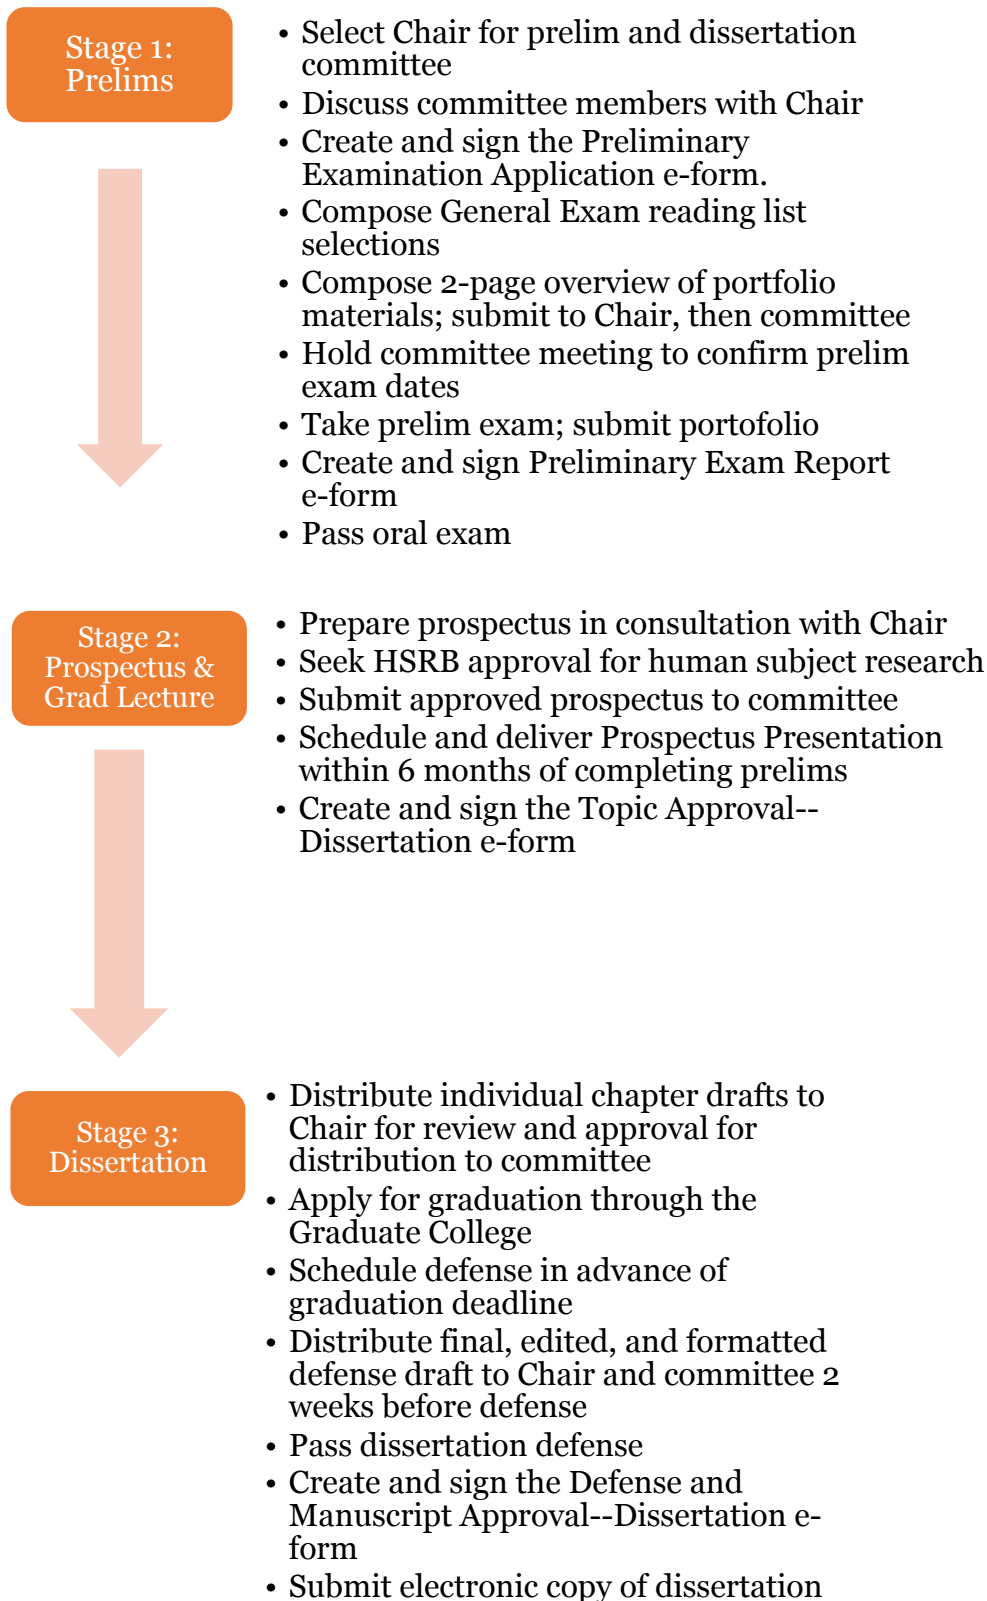 Stage 1:
Prelims
• Select Chair for prelim and dissertation
committee
• Discuss committee members with Chair
• Create and sign the Preliminary
Examination Application e-form.
• Compose General Exam reading list
selections
• Compose 2-page overview of portfolio
materials; submit to Chair, then committee
• Hold committee meeting to confirm prelim
exam dates
• Take prelim exam; submit portofolio
• Create and sign Preliminary Exam Report
e-form
• Pass oral exam
Stage 2:
Prospectus &
Grad Lecture
• Prepare prospectus in consultation with Chair
• Seek HSRB approval for human subject research
• Submit approved prospectus to committee
• Schedule and deliver Prospectus Presentation
within 6 months of completing prelims
• Create and sign the Topic Approval--
Dissertation e-form
Stage 3:
Dissertation
• Distribute individual chapter drafts to
Chair for review and approval for
distribution to committee
• Apply for graduation through the
Graduate College
• Schedule defense in advance of
graduation deadline
• Distribute final, edited, and formatted
defense draft to Chair and committee 2
weeks before defense
• Pass dissertation defense
• Create and sign the Defense and
Manuscript Approval--Dissertation e-
form
• Submit electronic copy of dissertation